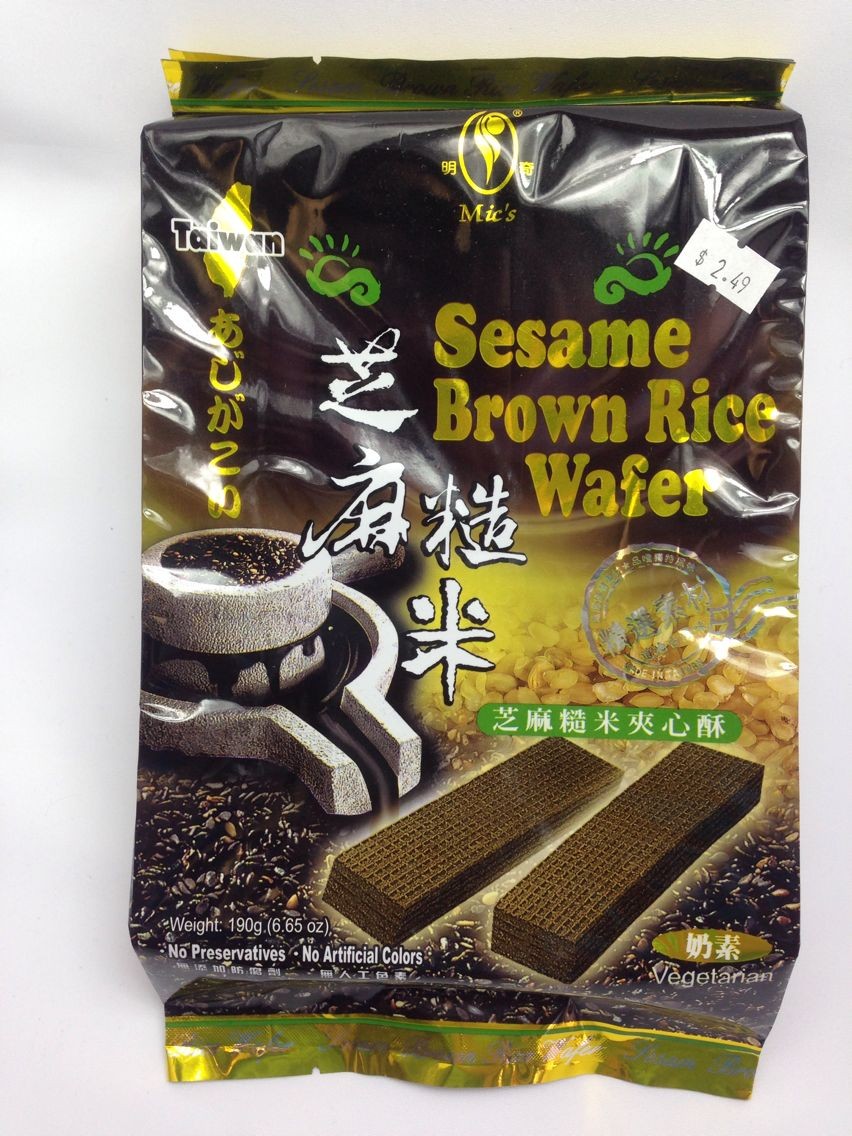 明 奇
Mic's
Taiwan
$2.49
あじがこい
Sesame
Brown Rice
Wafer
芝麻
糙米
芝麻糙米夾心酥
Weight: 190g (6.65 oz)
·No Preservatives ·No Artificial Colors
無添加防腐劑 無人工色素
奶素
Vegetarian